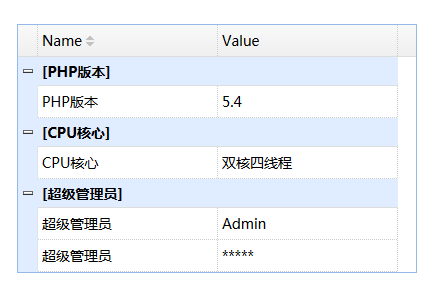 Name Value
[PHP版本]
PHP版本 5.4
[CPU核心]
CPU核心 双核四线程
[超级管理员]
超级管理员 Admin
超级管理员 *****